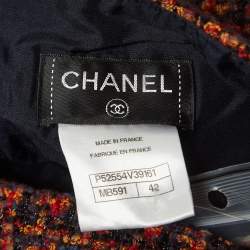 CHANEL
MADE IN FRANCE
FABRIQUE EN FRANCE
P52554V39161
MB591 42